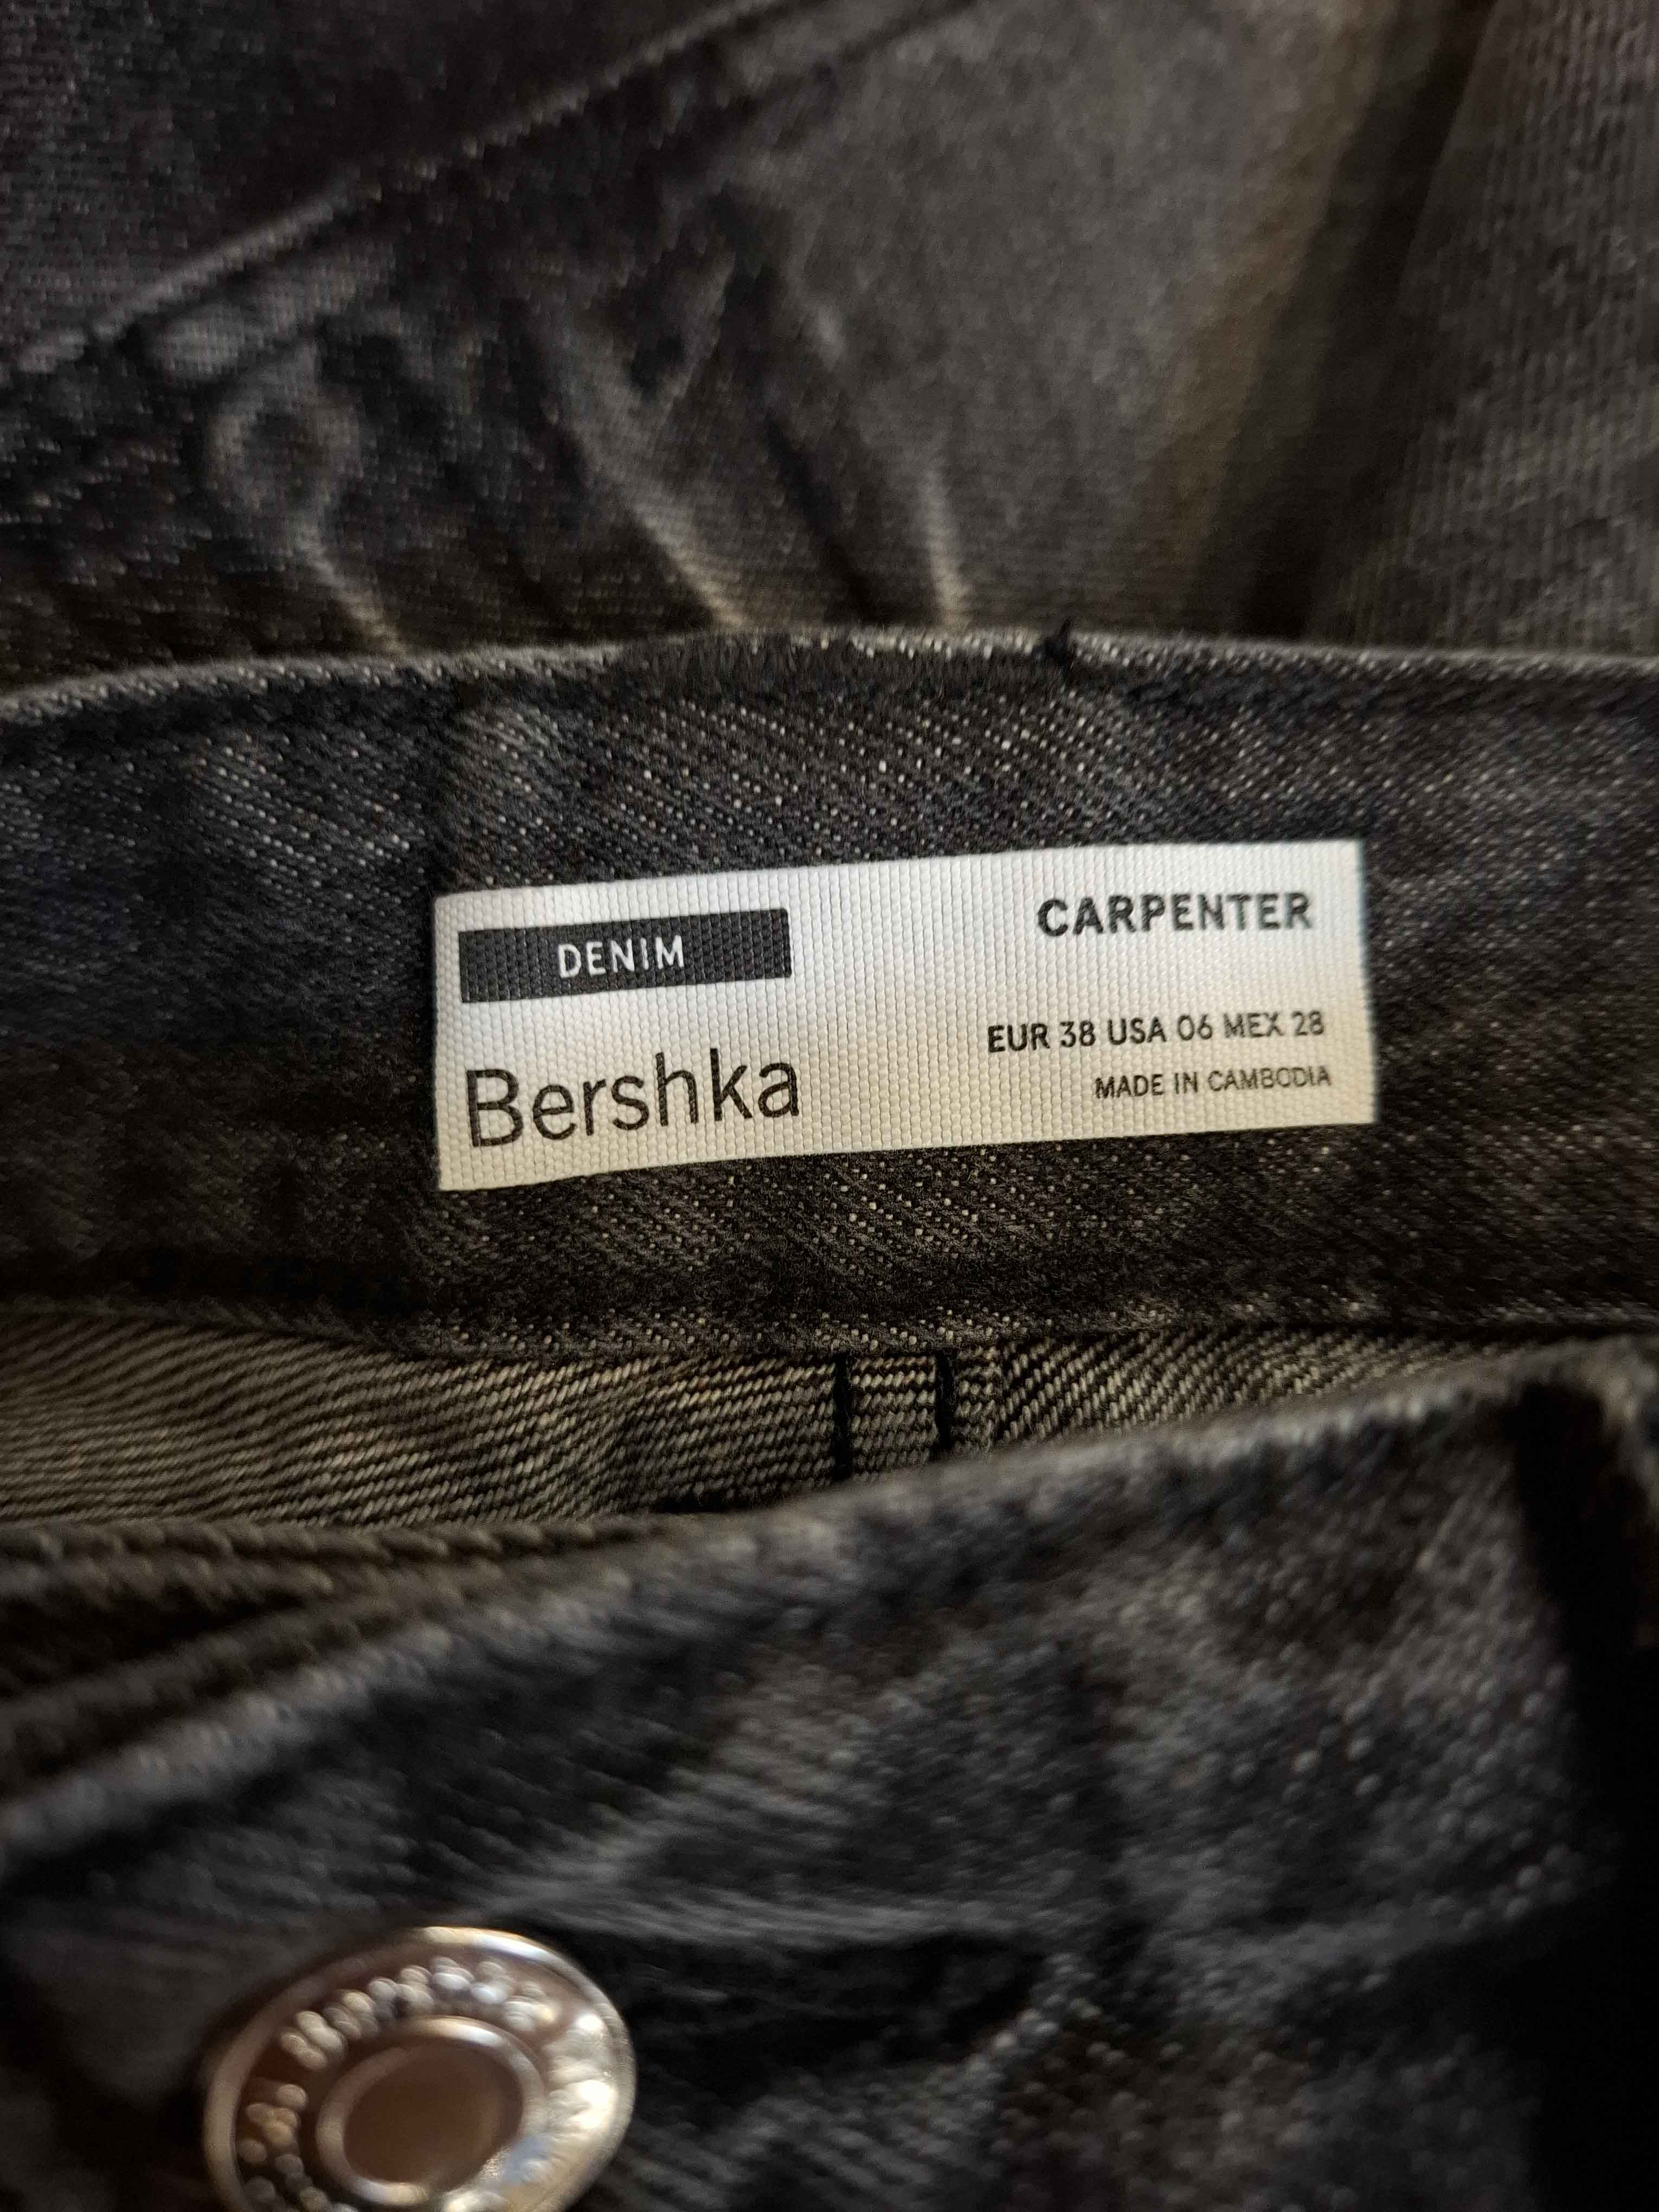 DENIM
CARPENTER
Bershka
EUR 38 USA 06 MEX 28
MADE IN CAMBODIA